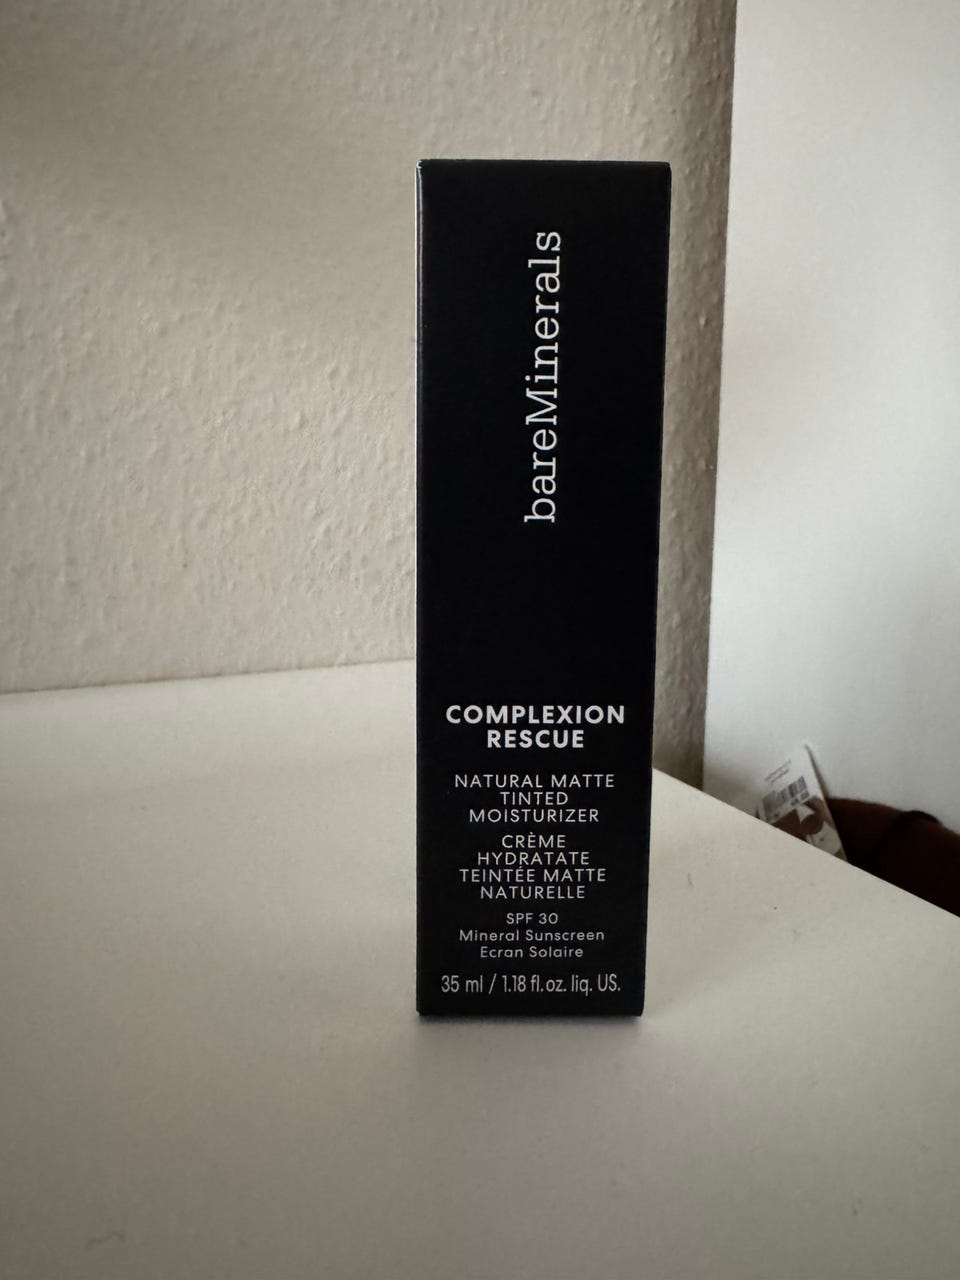 bareMinerals
COMPLEXION
RESCUE
NATURAL MATTE
TINTED
MOISTURIZER
CRÈME
HYDRATATE
TEINTÉE MATTE
NATURELLE
SPF 30
Mineral Sunscreen
Ecran Solaire
35 ml / 1.18 fl.oz. liq. US.